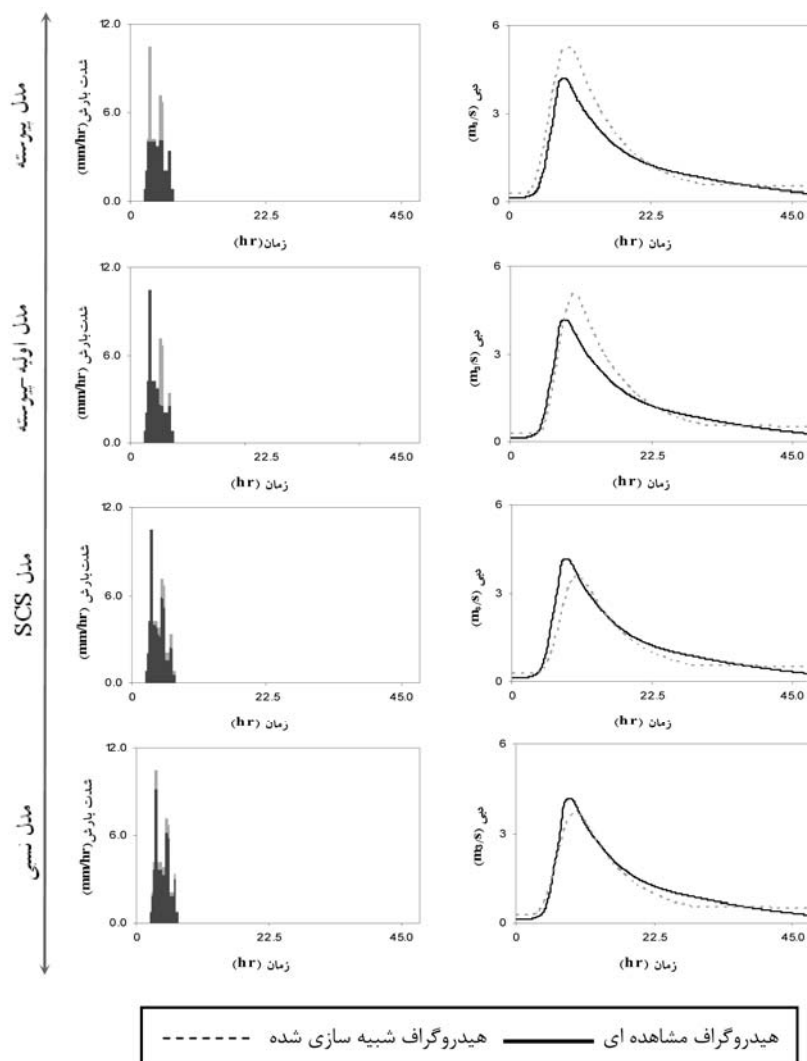 مدل پیوسته
شدت بارش (mm/hr)
12.0
6.0
0.0
0
22.5
45.0
زمان (hr)
دبی (m3/s)
6
3
0
0
22.5
45.0
زمان (hr)
مدل اولیه-پیوسته
شدت بارش (mm/hr)
12.0
6.0
0.0
0
22.5
45.0
زمان (hr)
دبی (m3/s)
6
3
0
0
22.5
45.0
زمان (hr)
مدل SCS
شدت بارش (mm/hr)
12.0
6.0
0.0
0
22.5
45.0
زمان (hr)
دبی (m3/s)
6
3
0
0
22.5
45.0
زمان (hr)
مدل نسبی
شدت بارش (mm/hr)
12.0
6.0
0.0
0
22.5
45.0
زمان (hr)
دبی (m3/s)
6
3
0
0
22.5
45.0
زمان (hr)
هیدروگراف مشاهده ای هیدروگراف شبیه سازی شده